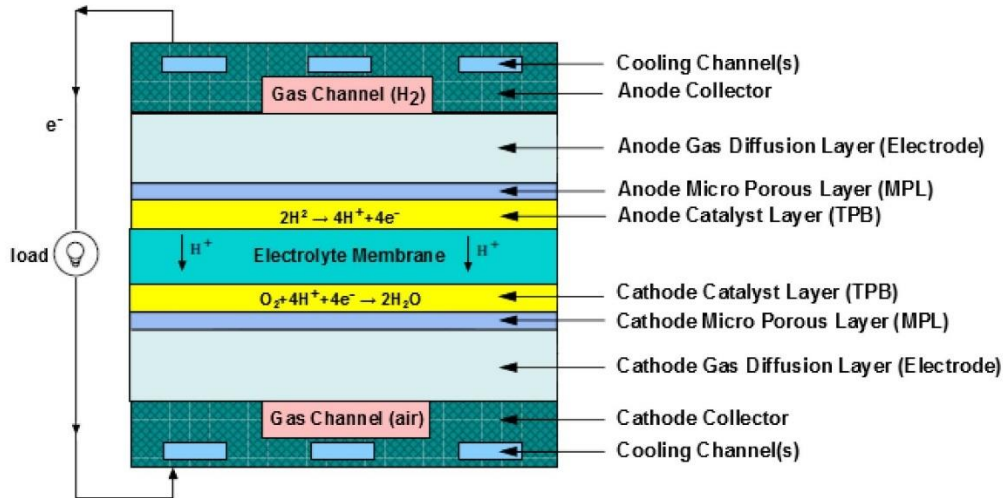 Cooling Channel(s)
Gas Channel (H₂)
Anode Collector
e⁻
Anode Gas Diffusion Layer (Electrode)
Anode Micro Porous Layer (MPL)
2H² → 4H⁺+4e⁻
Anode Catalyst Layer (TPB)
load
H⁺
Electrolyte Membrane
H⁺
O₂+4H⁺+4e⁻ → 2H₂O
Cathode Catalyst Layer (TPB)
Cathode Micro Porous Layer (MPL)
Cathode Gas Diffusion Layer (Electrode)
Gas Channel (air)
Cathode Collector
Cooling Channel(s)